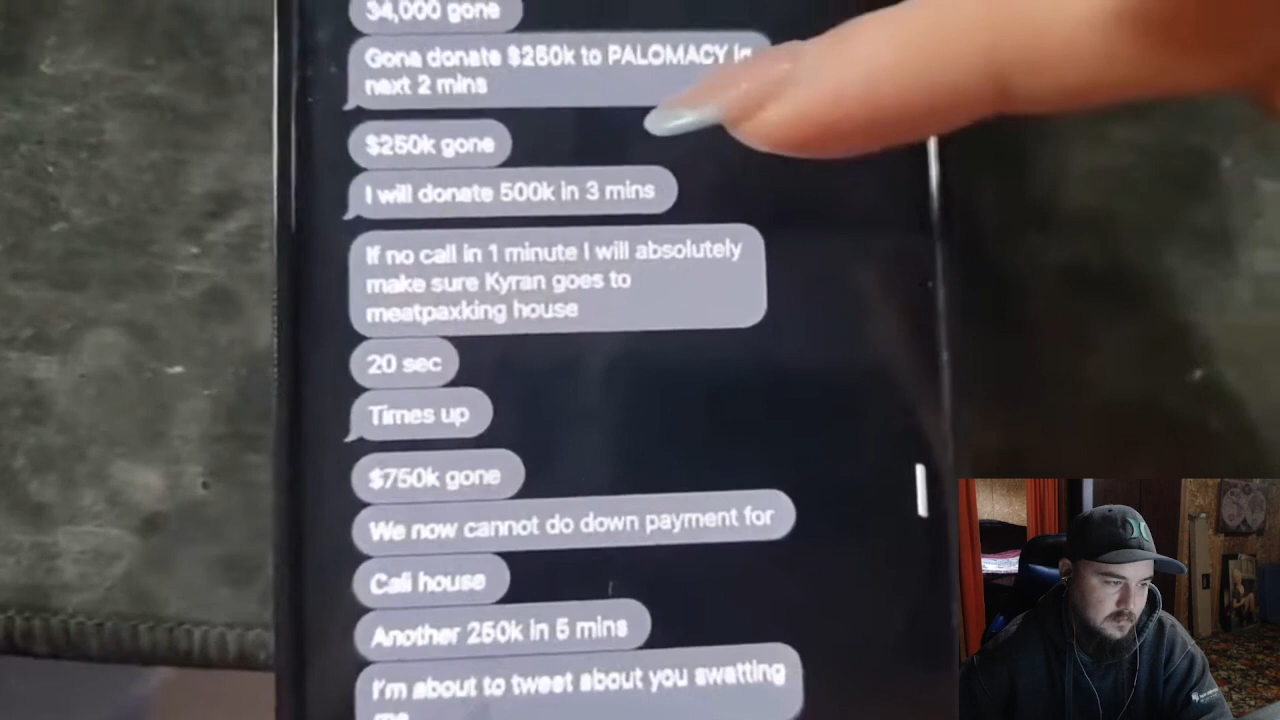 34,000 gone
Gona donate $250k to PALOMACY in
next 2 mins
$250k gone
I will donate 500k in 3 mins
If no call in 1 minute I will absolutely
make sure Kyran goes to
meatpaxking house
20 sec
Times up
$750k gone
We now cannot do down payment for
Cali house
Another 250k in 5 mins
I'm about to tweet about you swatting
me